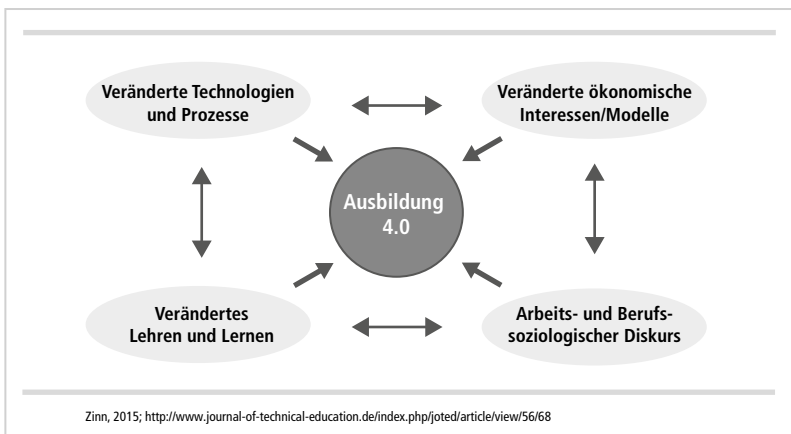 Veränderte Technologien
und Prozesse
Veränderte ökonomische
Interessen/Modelle
Ausbildung
4.0
Verändertes
Lehren und Lernen
Arbeits- und Berufs-
soziologischer Diskurs
Zinn, 2015; http://www.journal-of-technical-education.de/index.php/joted/article/view/56/68